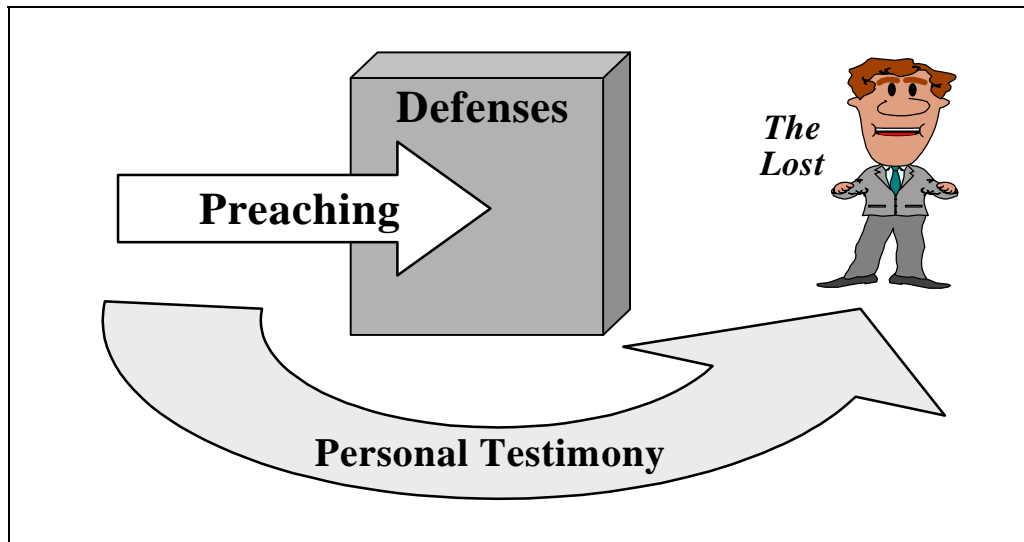 Defenses
Preaching
The
Lost
Personal Testimony